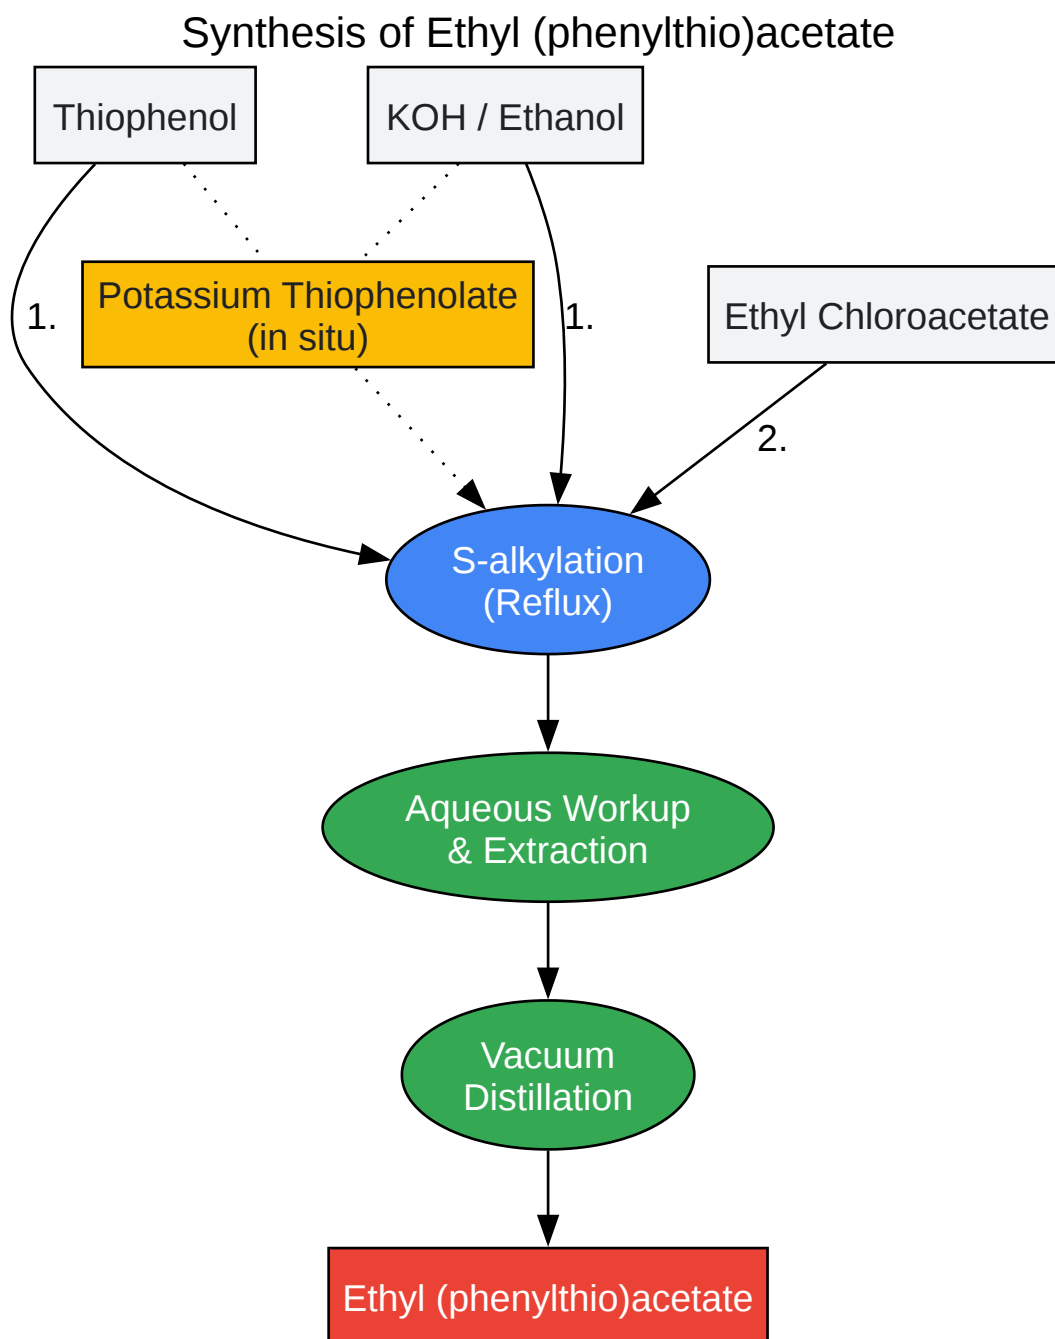 Synthesis of Ethyl (phenylthio)acetate
Thiophenol
KOH / Ethanol
Potassium Thiophenolate
(in situ)
Ethyl Chloroacetate
1.
1.
2.
S-alkylation
(Reflux)
Aqueous Workup
& Extraction
Vacuum
Distillation
Ethyl (phenylthio)acetate